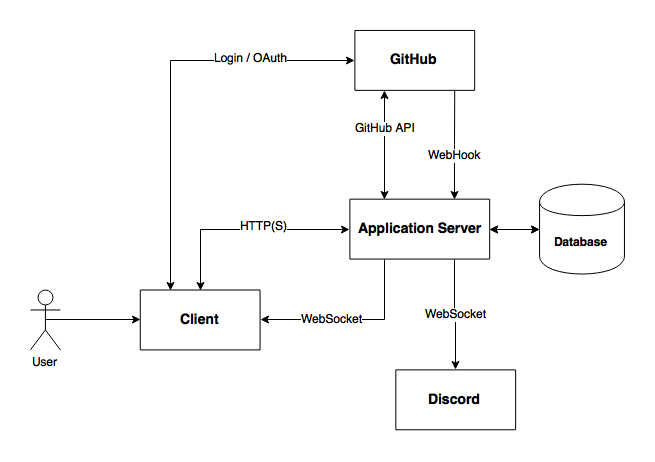 Login / OAuth
GitHub
GitHub API
WebHook
HTTP(S)
Application Server
Database
Client
WebSocket
WebSocket
User
Discord